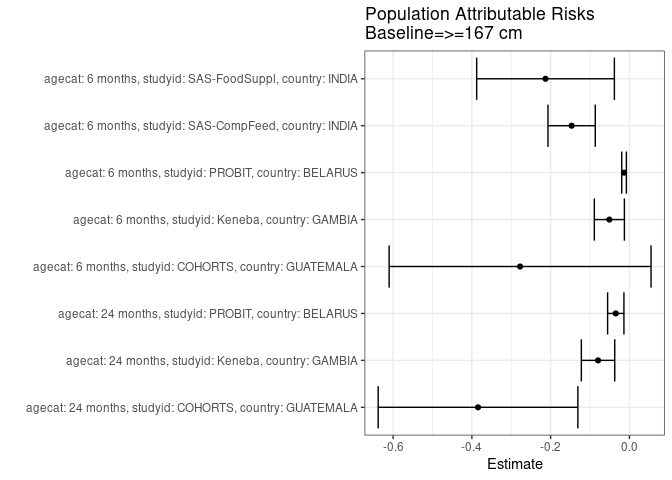 Population Attributable Risks
Baseline=>=167 cm
agecat: 6 months, studyid: SAS-FoodSuppl, country: INDIA
agecat: 6 months, studyid: SAS-CompFeed, country: INDIA
agecat: 6 months, studyid: PROBIT, country: BELARUS
agecat: 6 months, studyid: Keneba, country: GAMBIA
agecat: 6 months, studyid: COHORTS, country: GUATEMALA
agecat: 24 months, studyid: PROBIT, country: BELARUS
agecat: 24 months, studyid: Keneba, country: GAMBIA
agecat: 24 months, studyid: COHORTS, country: GUATEMALA
-0.6 -0.4 -0.2 0.0
Estimate